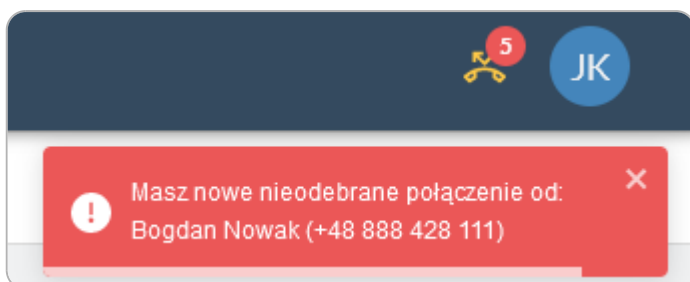 5
JK
Masz nowe nieodebrane połączenie od:
Bogdan Nowak (+48 888 428 111)